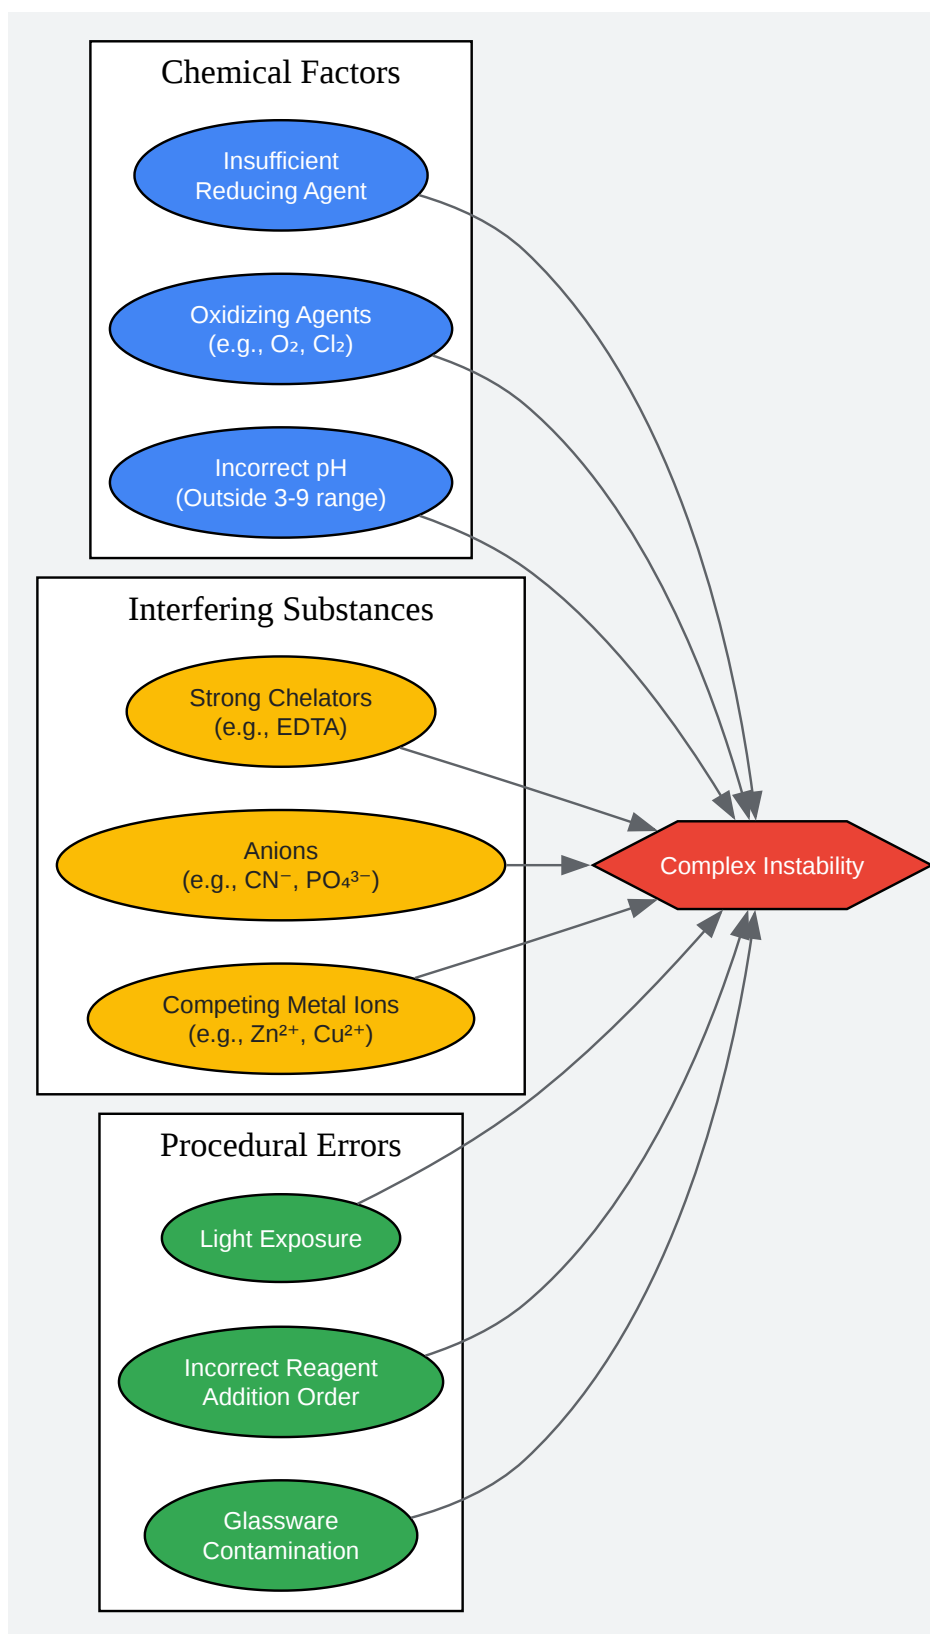 Chemical Factors
Insufficient
Reducing Agent
Oxidizing Agents
(e.g., O₂, Cl₂)
Incorrect pH
(Outside 3-9 range)
Interfering Substances
Strong Chelators
(e.g., EDTA)
Anions
(e.g., CN⁻, PO₄³⁻)
Competing Metal Ions
(e.g., Zn²⁺, Cu²⁺)
Complex Instability
Procedural Errors
Light Exposure
Incorrect Reagent
Addition Order
Glassware
Contamination